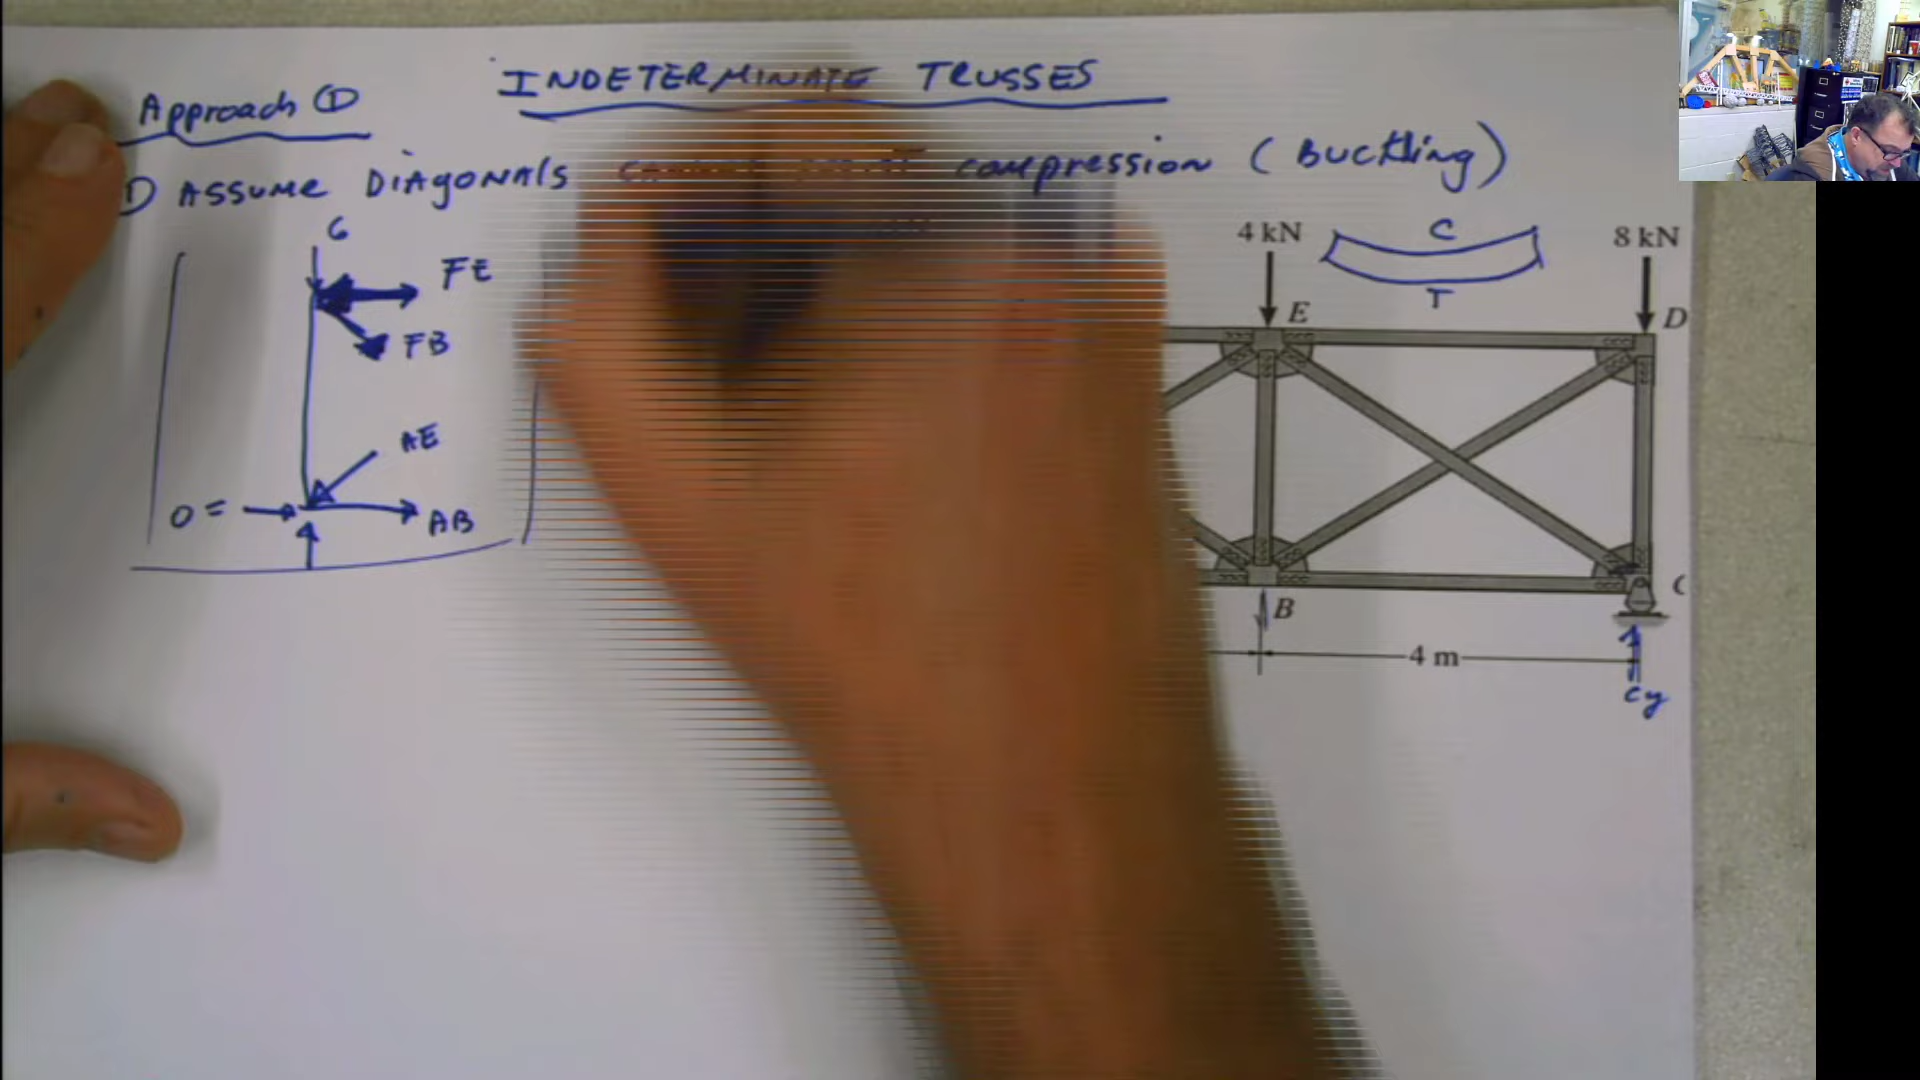 INDETERMINATE TRUSSES
Approach ①
① ASSUME DIAGONALS compression (Buckling)
6
FE
FB
AE
0 =
AB
4 kN
C
T
8 kN
E
D
B
C
4 m
Cy